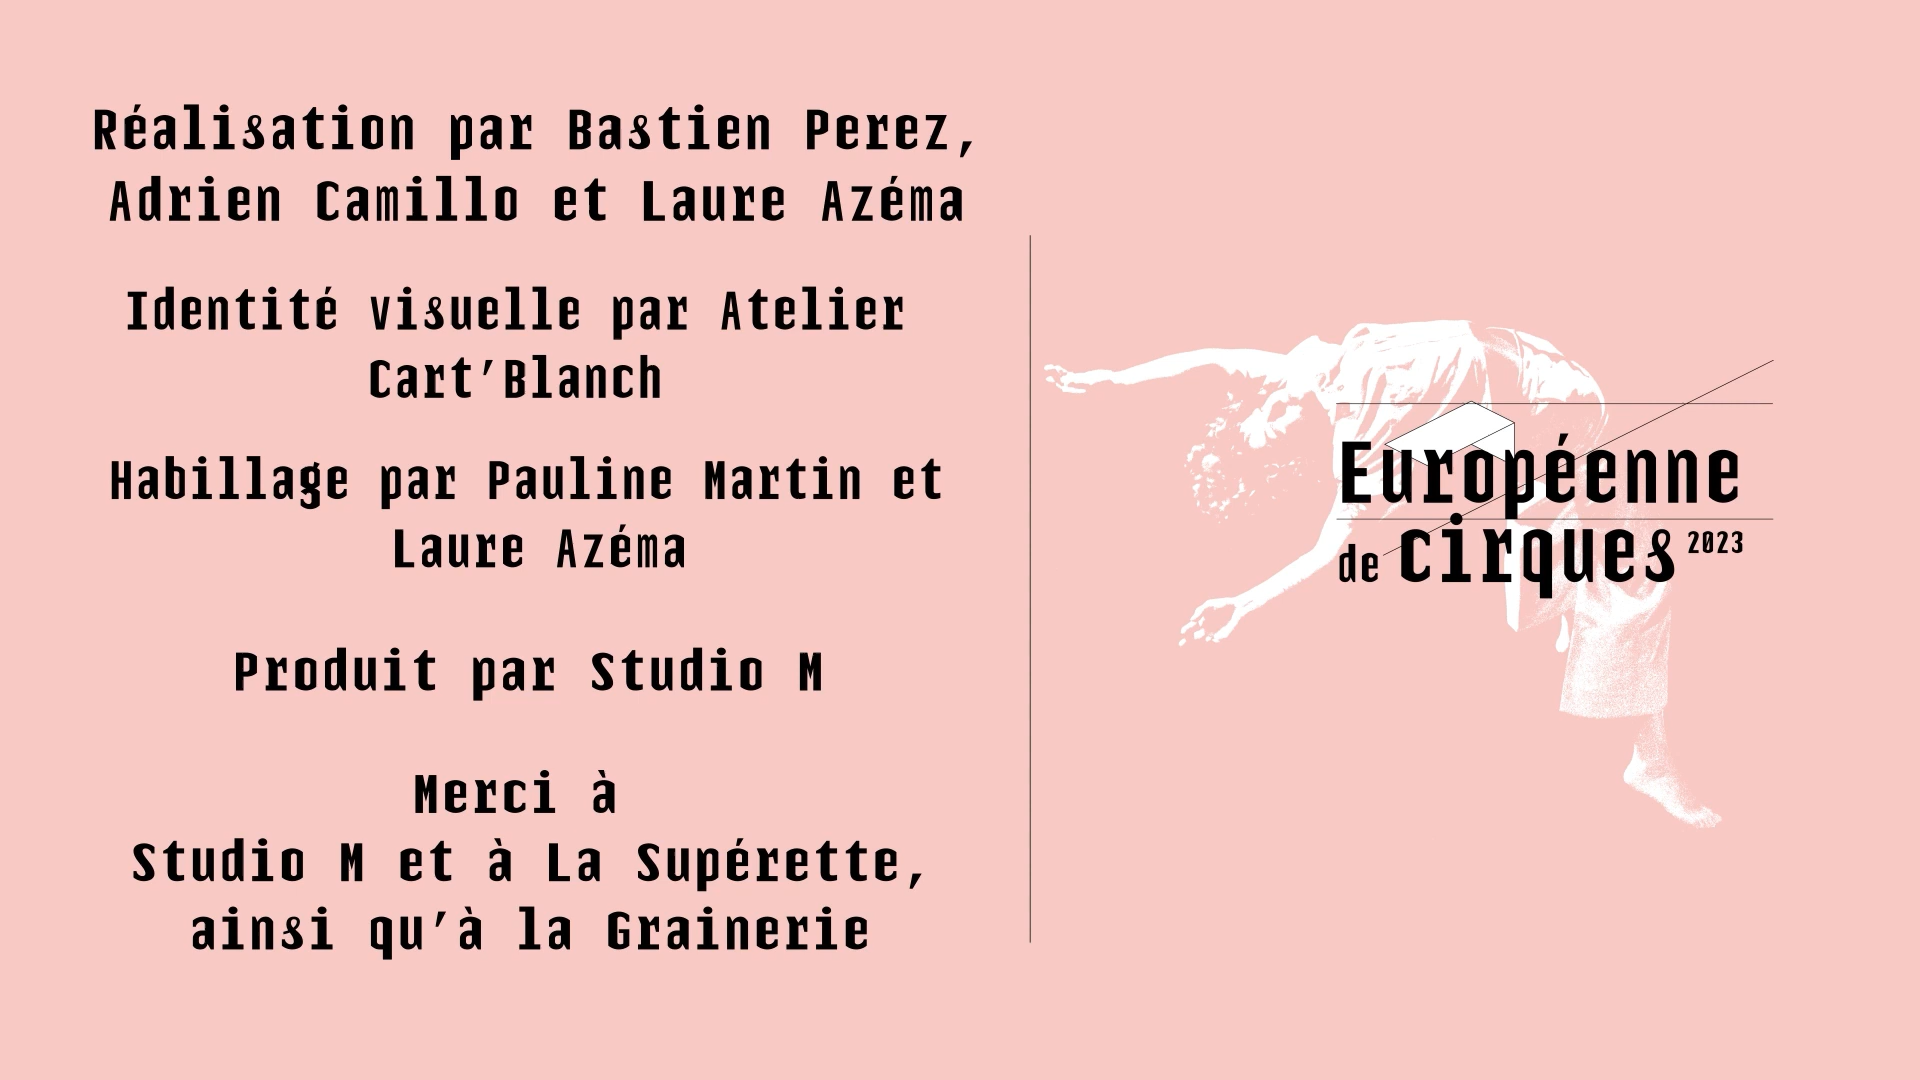 Réalisation par Bastien Perez,
Adrien Camillo et Laure Azéma
Identité visuelle par Atelier
Cart'Blanch
Habillage par Pauline Martin et
Laure Azéma
Produit par Studio M
Merci à
Studio M et à La Supérette,
ainsi qu'à la Grainerie
Européenne
de cirques 2023